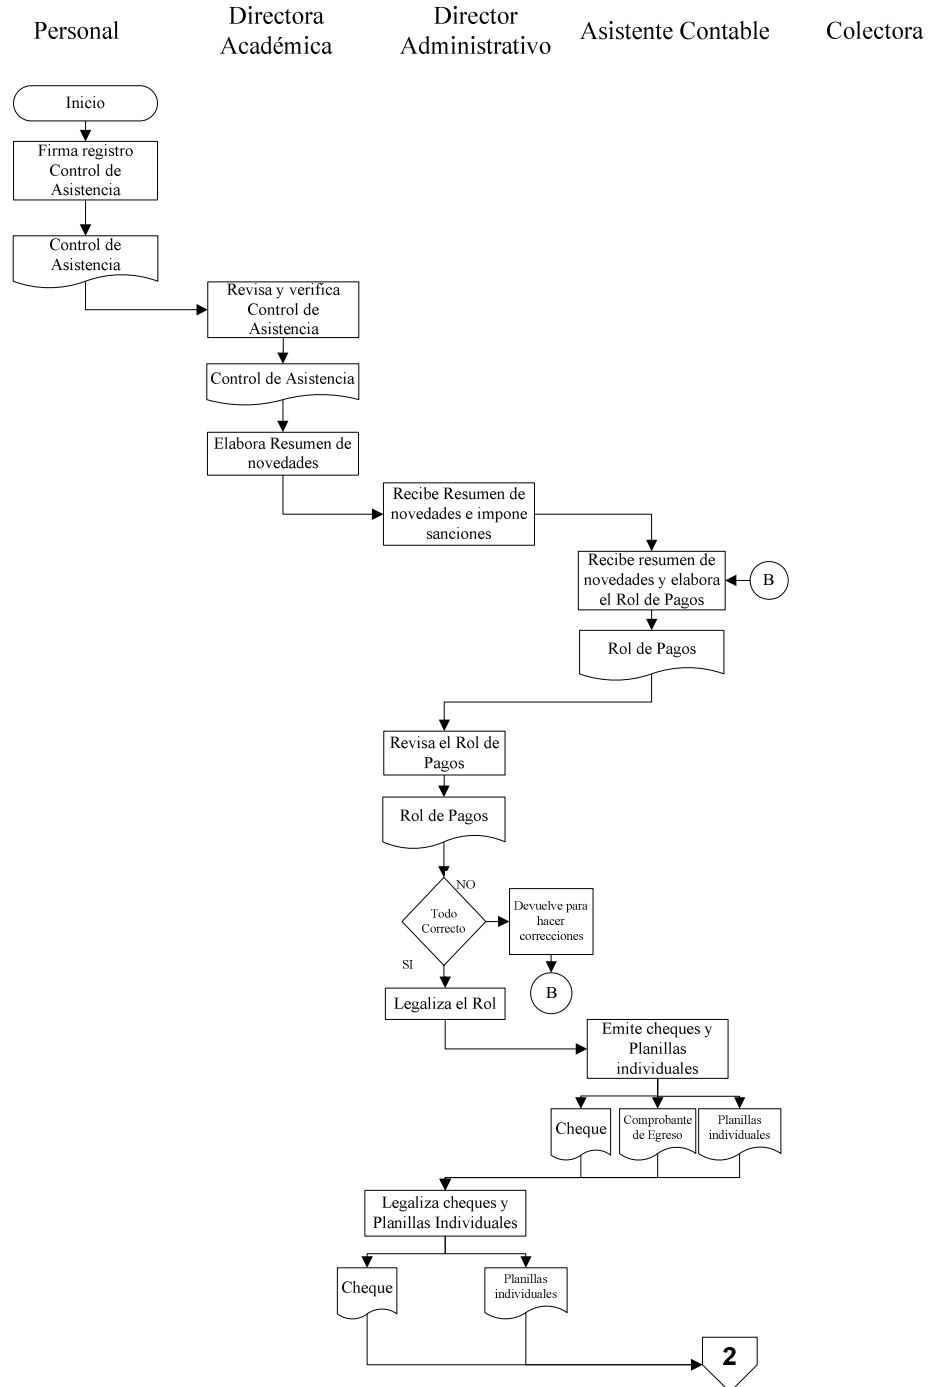 Personal
Directora
Académica
Director
Administrativo
Asistente Contable
Colectora
Inicio
Firma registro
Control de
Asistencia
Control de
Asistencia
Revisa y verifica
Control de
Asistencia
Control de Asistencia
Elabora Resumen de
novedades
Recibe Resumen de
novedades e impone
sanciones
Recibe resumen de
novedades y elabora
el Rol de Pagos
B
Rol de Pagos
Revisa el Rol de
Pagos
Rol de Pagos
NO
Todo
Correcto
Devuelve para
hacer
correcciones
SI
B
Legaliza el Rol
Emite cheques y
Planillas
individuales
Cheque
Comprobante
de Egreso
Planillas
individuales
Legaliza cheques y
Planillas Individuales
Cheque
Planillas
individuales
2